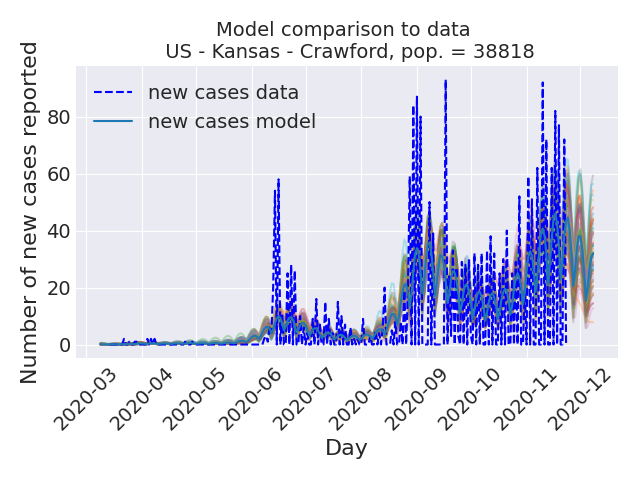 Model comparison to data
US - Kansas - Crawford, pop. = 38818
new cases data
new cases model
Number of new cases reported
80
60
40
20
0
2020-03
2020-04
2020-05
2020-06
2020-07
2020-08
2020-09
2020-10
2020-11
2020-12
Day